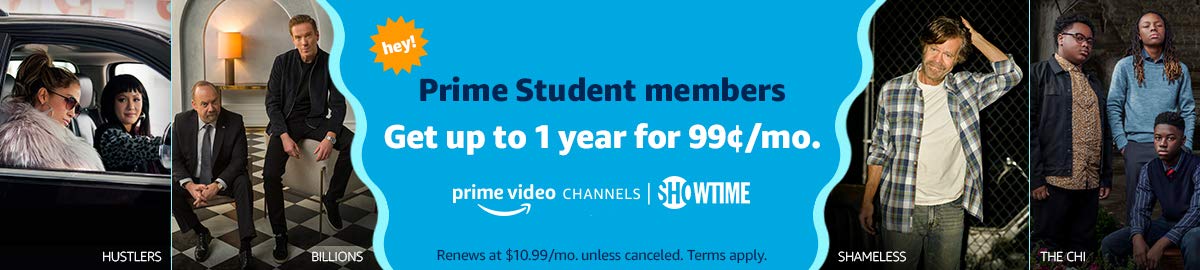 hey!
Prime Student members
Get up to 1 year for 99¢/mo.
prime video CHANNELS | SHOWTIME
Renews at $10.99/mo. unless canceled. Terms apply.
HUSTLERS
BILLIONS
SHAMELESS
THE CHI